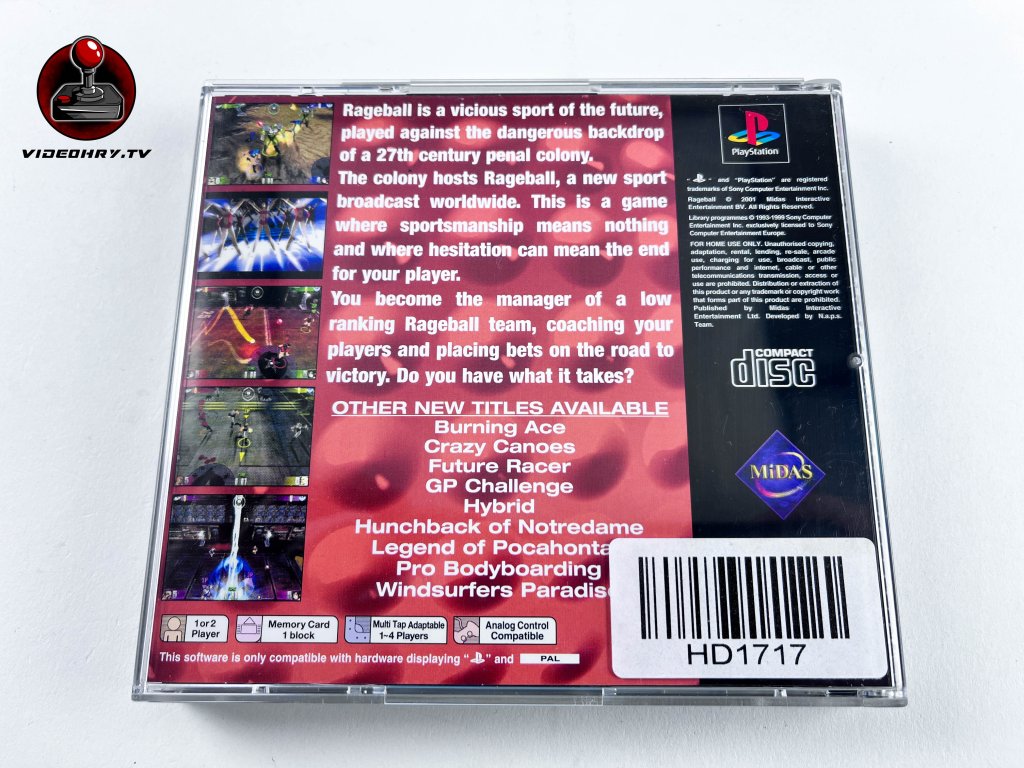 VIDEOHRY.TV
Rageball is a vicious sport of the future,
played against the dangerous backdrop
of a 27th century penal colony.
The colony hosts Rageball, a new sport
broadcast worldwide. This is a game
where sportsmanship means nothing
and where hesitation can mean the end
for your player.
You become the manager of a low
ranking Rageball team, coaching your
players and placing bets on the road to
victory. Do you have what it takes?
OTHER NEW TITLES AVAILABLE
Burning Ace
Crazy Canoes
Future Racer
GP Challenge
Hybrid
Hunchback of Notredame
Legend of Pocahonta
Pro Bodyboarding
Windsurfers Paradise
1 or 2
Player
Memory Card
1 block
Multi Tap Adaptable
1~4 Players
Analog Control
Compatible
This software is only compatible with hardware displaying “ ” and PAL
PlayStation
“ ” and “PlayStation” are registered
trademarks of Sony Computer Entertainment Inc.
Rageball © 2001 Midas Interactive
Entertainment BV. All Rights Reserved.
Library programmes © 1993-1999 Sony Computer
Entertainment Inc. exclusively licensed to Sony
Computer Entertainment Europe.
FOR HOME USE ONLY. Unauthorised copying,
adaptation, rental, lending, re-sale, arcade
use, charging for use, broadcast, public
performance and internet, cable or other
telecommunications transmission, access or
use are prohibited. Distribution or extraction of
this product or any trademark or copyright work
that forms part of this product are prohibited.
Published by Midas Interactive
Entertainment Ltd. Developed by N.a.p.s.
Team.
COMPACT
disc
MiDAS
HD1717